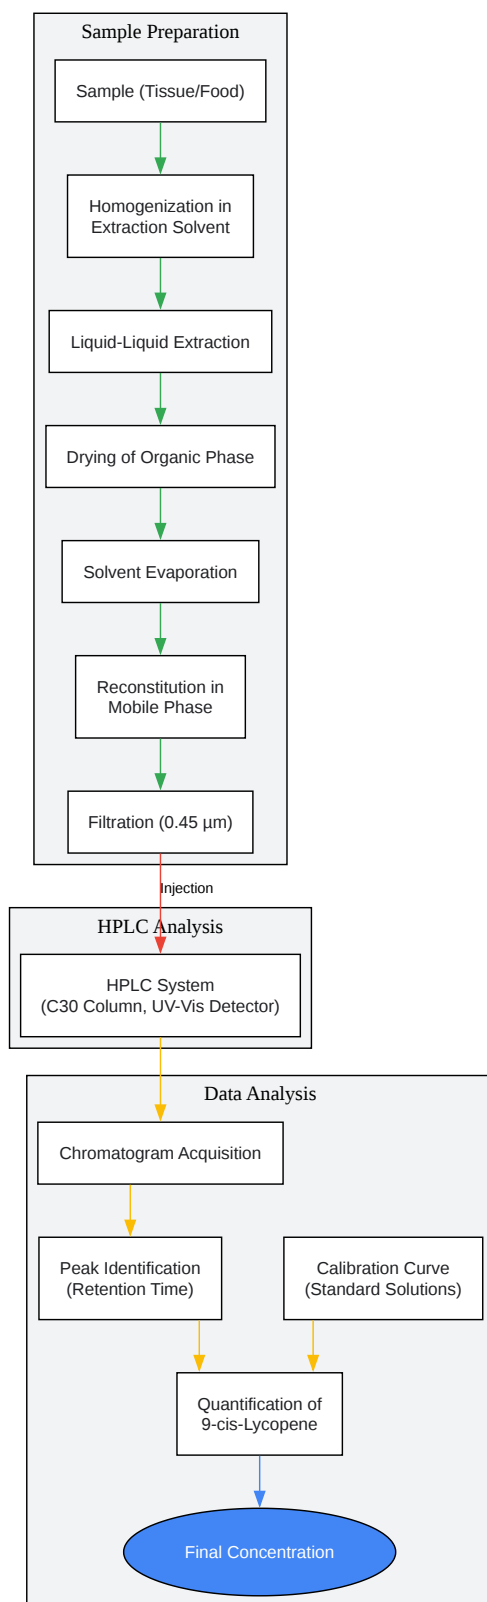 Sample Preparation
Sample (Tissue/Food)
Homogenization in
Extraction Solvent
Liquid-Liquid Extraction
Drying of Organic Phase
Solvent Evaporation
Reconstitution in
Mobile Phase
Filtration (0.45 µm)
Injection
HPLC Analysis
HPLC System
(C30 Column, UV-Vis Detector)
Data Analysis
Chromatogram Acquisition
Peak Identification
(Retention Time)
Calibration Curve
(Standard Solutions)
Quantification of
9-cis-Lycopene
Final Concentration